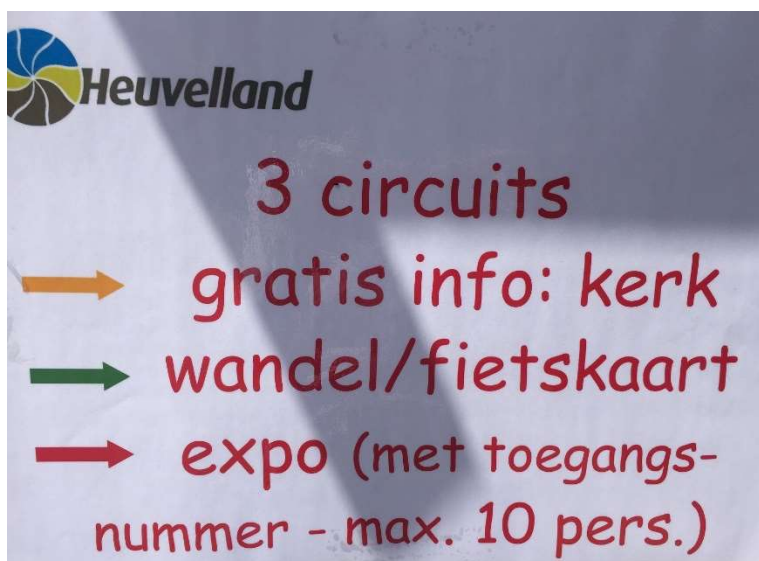 Heuvelland
3 circuits
gratis info: kerk
wandel/fietskaart
expo (met toegangs-
nummer - max. 10 pers.)